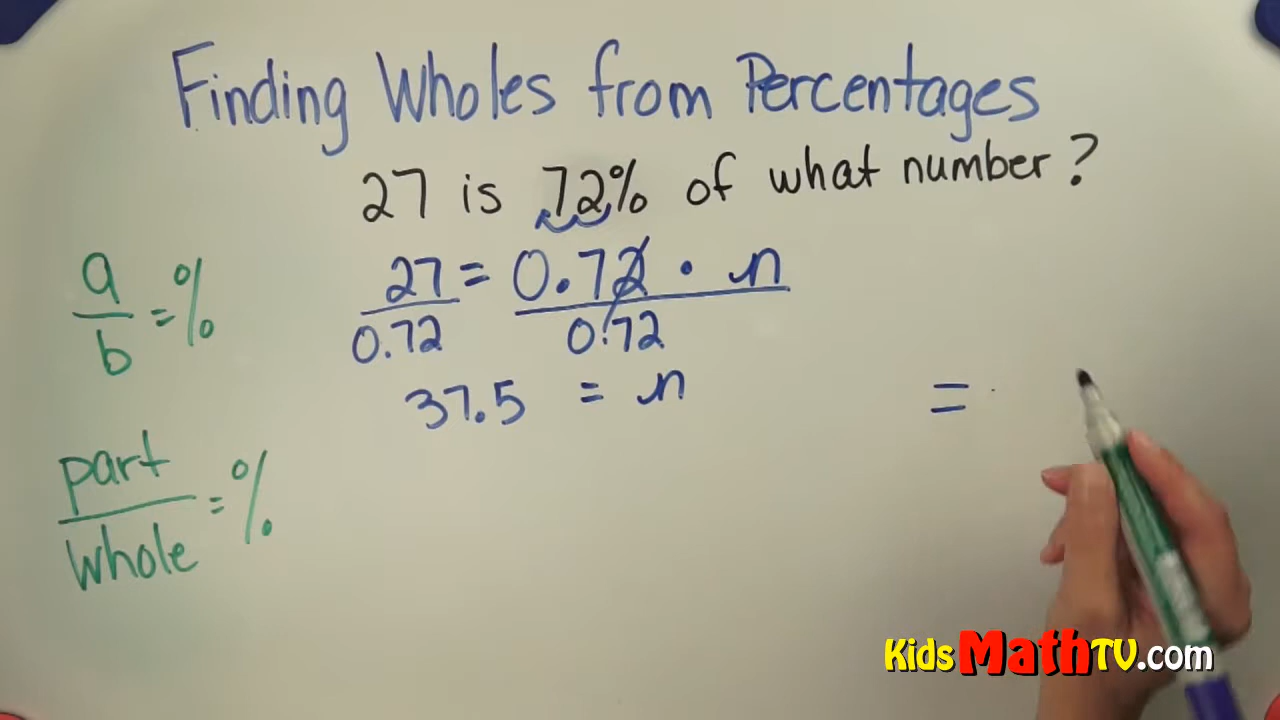 Finding Wholes from Percentages
27 is 72% of what number?
27 = 0.72 · n
0.72 0.72
37.5 = n
=
a
b = %
part
whole = %
KidsMathTV.com